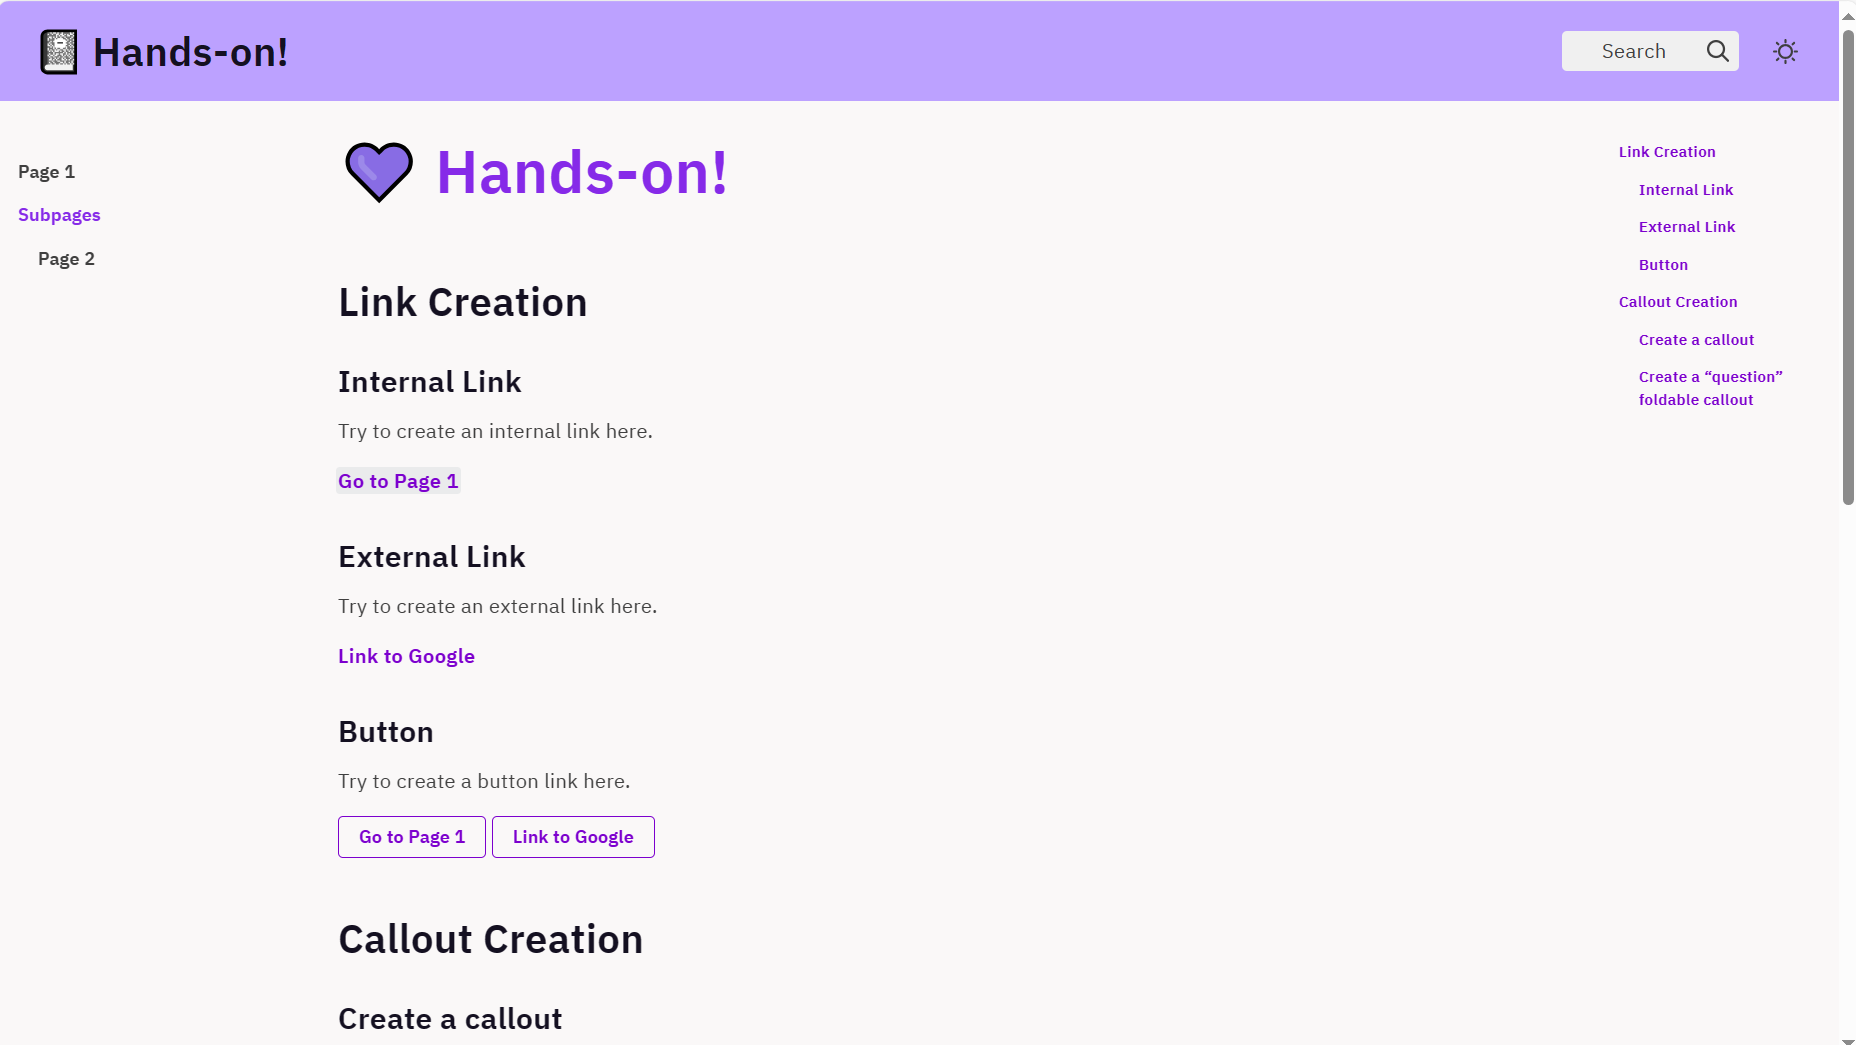 Hands-on!
Search
Page 1
Subpages
Page 2
Hands-on!
Link Creation
Internal Link
Try to create an internal link here.
Go to Page 1
External Link
Try to create an external link here.
Link to Google
Button
Try to create a button link here.
Go to Page 1
Link to Google
Callout Creation
Create a callout
Link Creation
Internal Link
External Link
Button
Callout Creation
Create a callout
Create a “question”
foldable callout